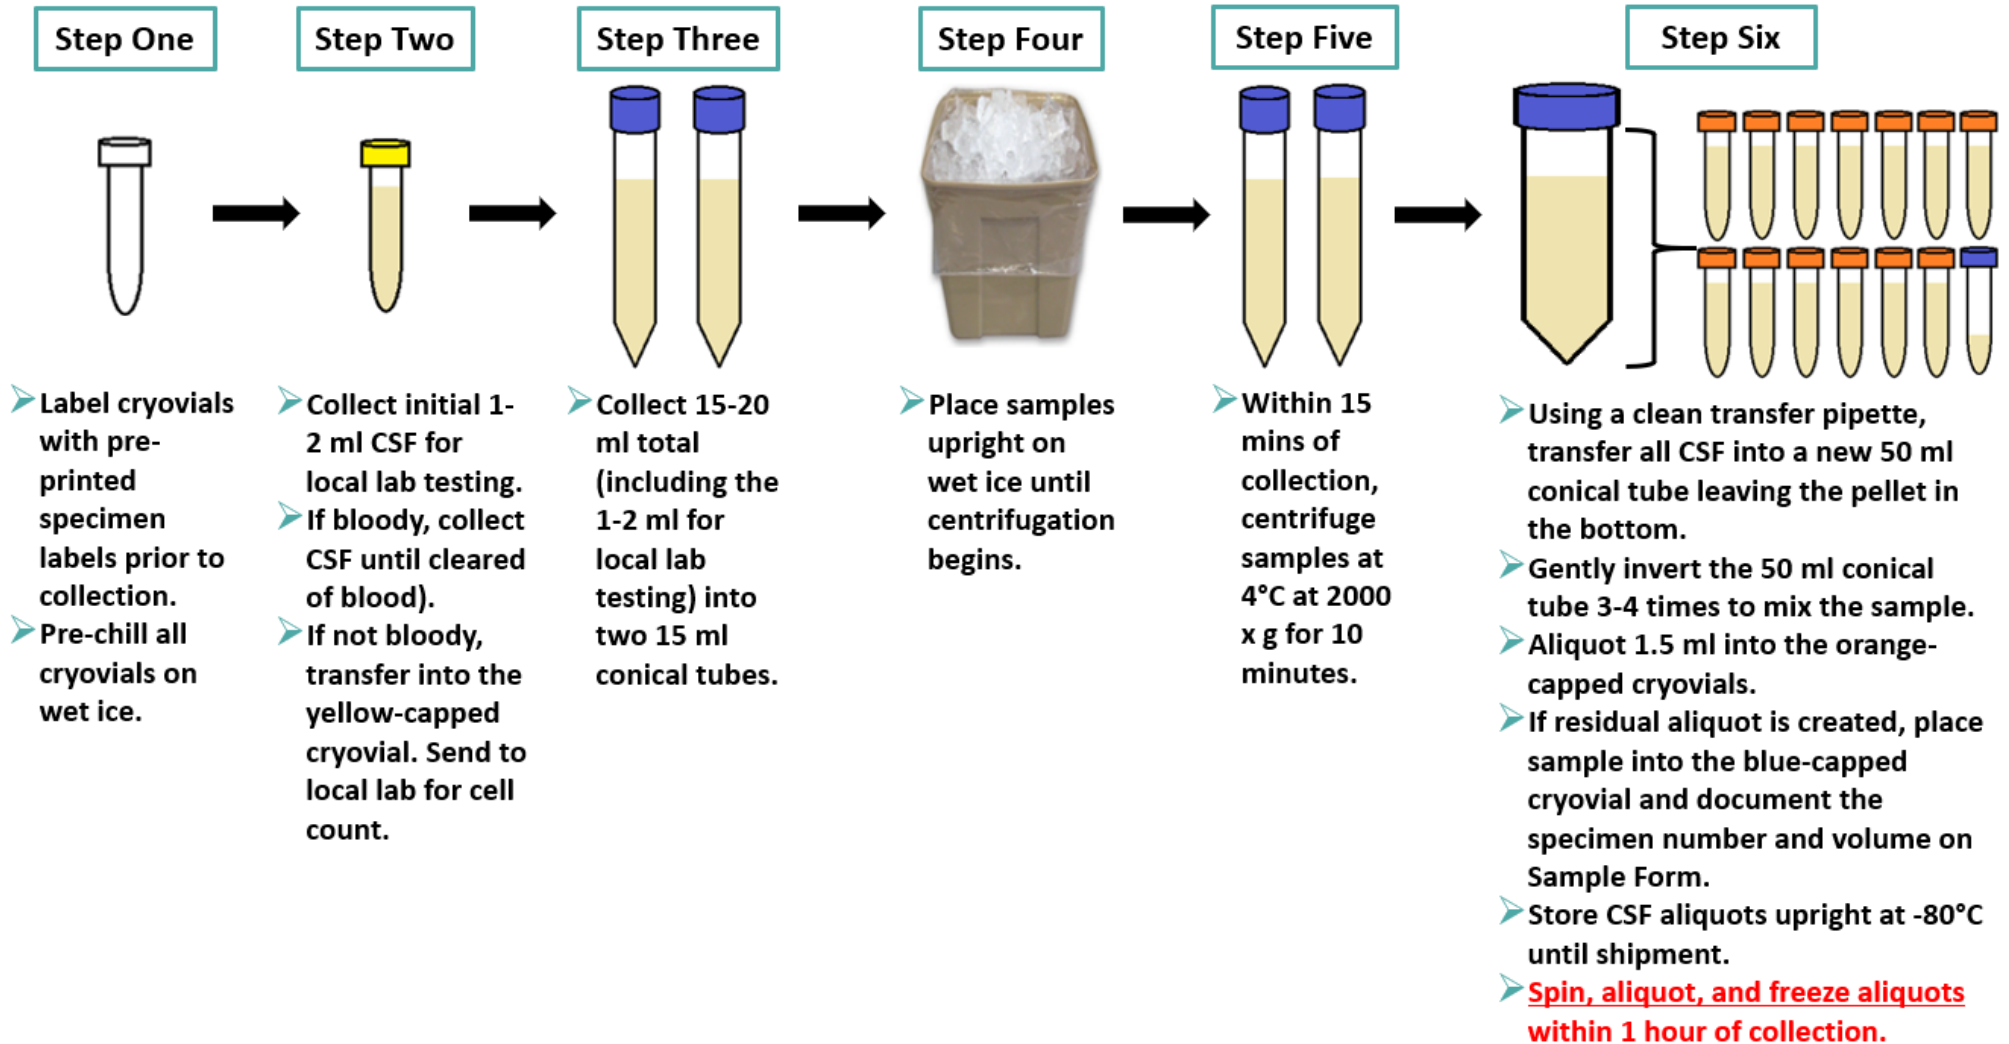 Step One
Label cryovials
with pre-
printed
specimen
labels prior to
collection.
Pre-chill all
cryovials on
wet ice.
Step Two
Collect initial 1-
2 ml CSF for
local lab testing.
If bloody, collect
CSF until cleared
of blood).
If not bloody,
transfer into the
yellow-capped
cryovial. Send to
local lab for cell
count.
Step Three
Collect 15-20
ml total
(including the
1-2 ml for
local lab
testing) into
two 15 ml
conical tubes.
Step Four
Place samples
upright on
wet ice until
centrifugation
begins.
Step Five
Within 15
mins of
collection,
centrifuge
samples at
4°C at 2000
x g for 10
minutes.
Step Six
Using a clean transfer pipette,
transfer all CSF into a new 50 ml
conical tube leaving the pellet in
the bottom.
Gently invert the 50 ml conical
tube 3-4 times to mix the sample.
Aliquot 1.5 ml into the orange-
capped cryovials.
If residual aliquot is created, place
sample into the blue-capped
cryovial and document the
specimen number and volume on
Sample Form.
Store CSF aliquots upright at -80°C
until shipment.
Spin, aliquot, and freeze aliquots
within 1 hour of collection.